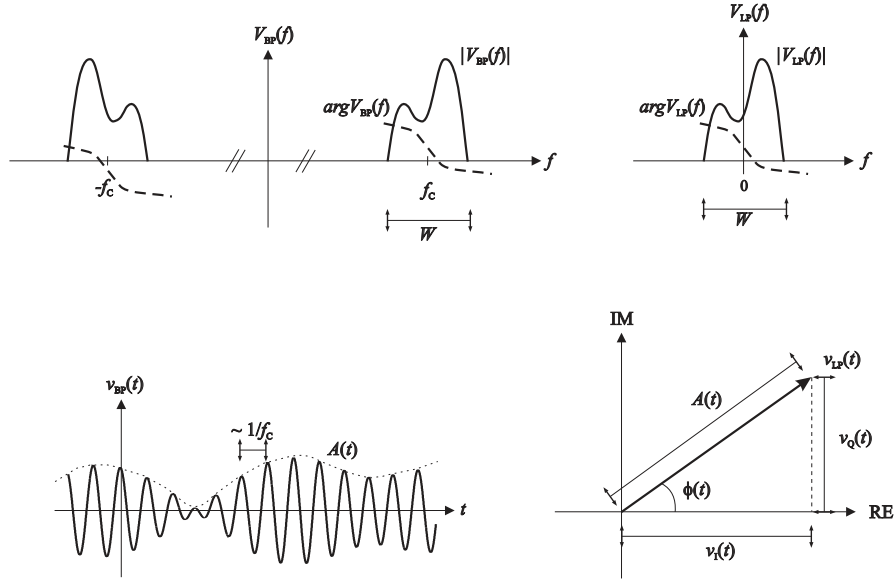 V_BP(f)
|V_BP(f)|
argV_BP(f)
f
-f_C
f_C
W
V_LP(f)
|V_LP(f)|
argV_LP(f)
f
0
W
v_BP(t)
~ 1/f_C
A(t)
t
IM
v_LP(t)
A(t)
v_Q(t)
ϕ(t)
RE
v_I(t)